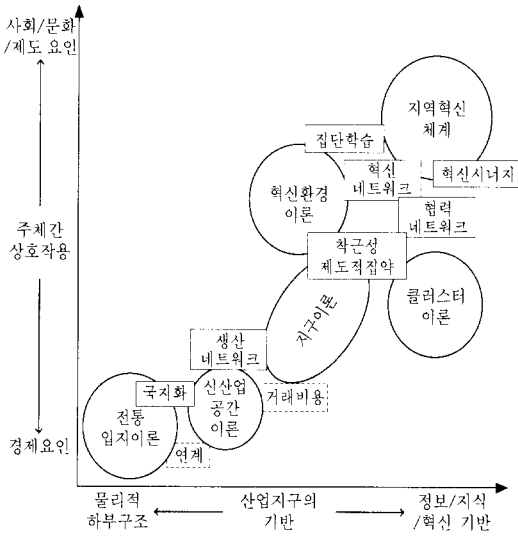 사회/문화
/제도 요인
지역혁신
체계
집단학습
혁신
네트워크
혁신시너지
혁신환경
이론
협력
네트워크
주체간
상호작용
착근성
제도적집약
클러스터
이론
지구이론
생산
네트워크
국지화
신산업
공간
이론
거래비용
전통
입지이론
연계
경제요인
물리적
하부구조
산업지구의
기반
정보/지식
/혁신 기반